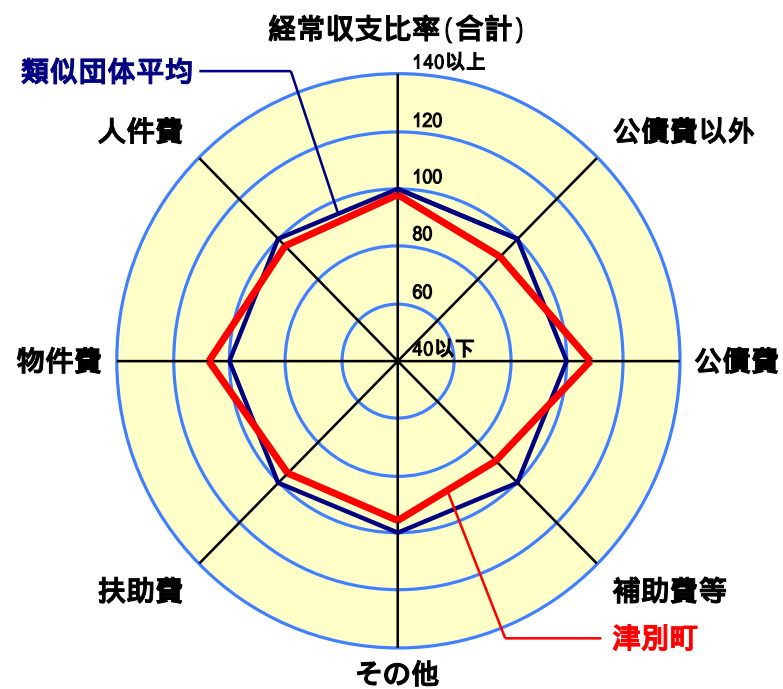 経常収支比率(合計)
140以上
類似団体平均
人件費
公債費以外
120
100
80
60
40以下
物件費
公債費
扶助費
補助費等
津別町
その他